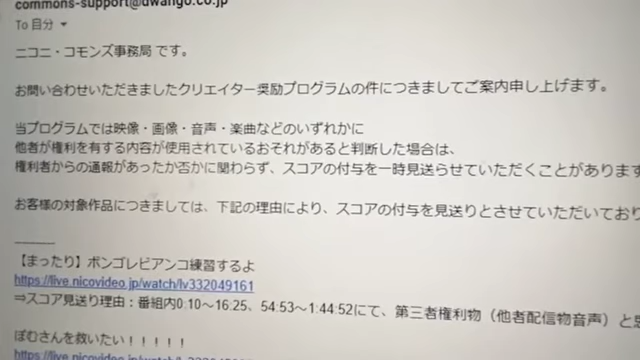 commons-support@dwango.co.jp
To 自分
ニコニ・コモンズ事務局 です。
お問い合わせいただきましたクリエイター奨励プログラムの件につきましてご案内申し上げます。
当プログラムでは映像・画像・音声・楽曲などのいずれかに
他者が権利を有する内容が使用されているおそれがあると判断した場合は、
権利者からの通報があったか否かに関わらず、スコアの付与を一時見送らせていただくことがあります
お客様の対象作品につきましては、下記の理由により、スコアの付与を見送りとさせていただいており
【まったり】ボンゴレビアンコ練習するよ
https://live.nicovideo.jp/watch/lv332049161
⇒スコア見送り理由：番組内0:10～16:25、54:53～1:44:52にて、第三者権利物（他者配信物音声）と思
ぽむさんを救いたい！！！！！
https://live.nicovideo.jp/watch/lv33205